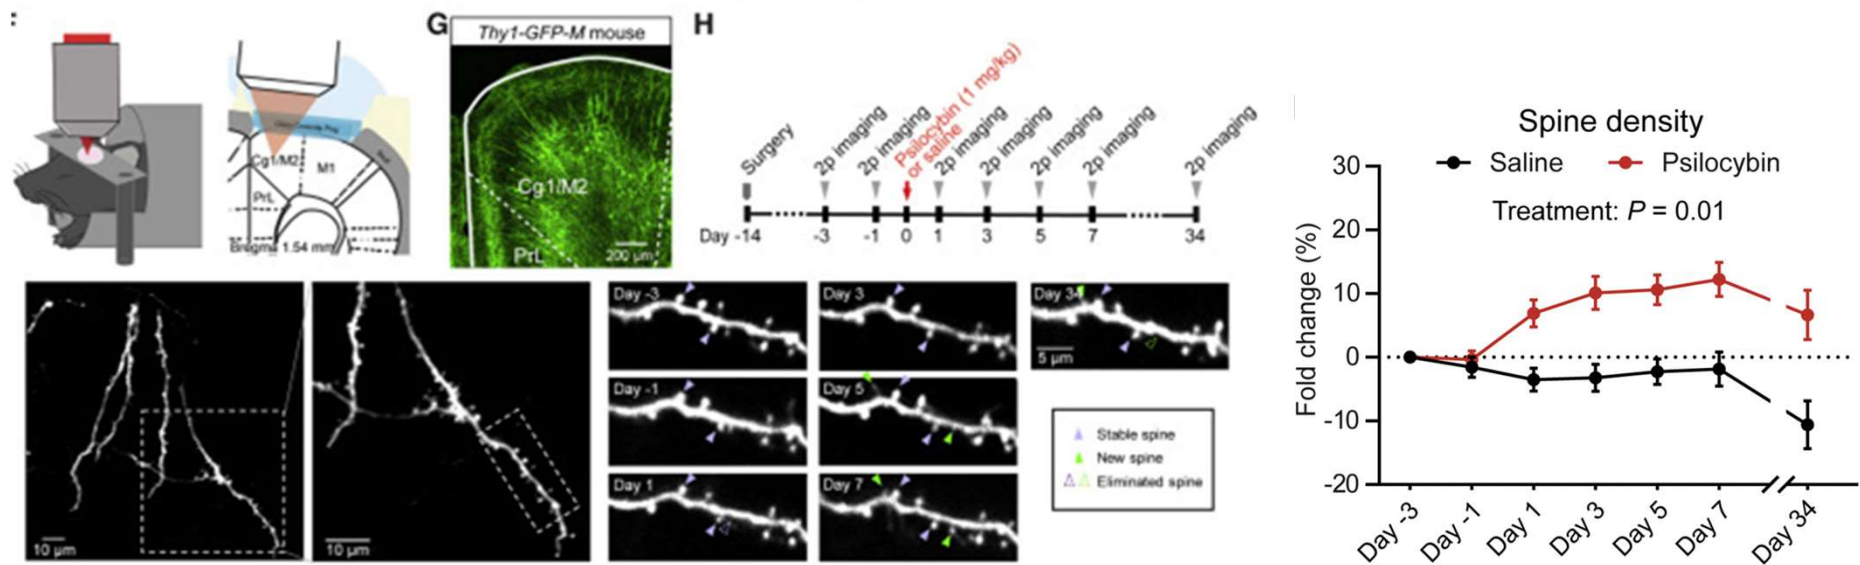 F
Cg1/M2
M1
PrL
Bregma 1.54 mm
G
Thy1-GFP-M mouse
Cg1/M2
PrL
200 µm
H
Surgery
2p imaging
2p imaging
Psilocybin (1 mg/kg)
or saline
2p imaging
2p imaging
2p imaging
2p imaging
2p imaging
Day -14
-3
-1
0
1
3
5
7
34
10 µm
10 µm
Day -3
Day -1
Day 1
Day 3
Day 5
Day 7
Day 34
5 µm
Stable spine
New spine
Eliminated spine
Spine density
Saline
Psilocybin
Treatment: P = 0.01
Fold change (%)
30
20
10
0
-10
-20
Day -3
Day -1
Day 1
Day 3
Day 5
Day 7
Day 34